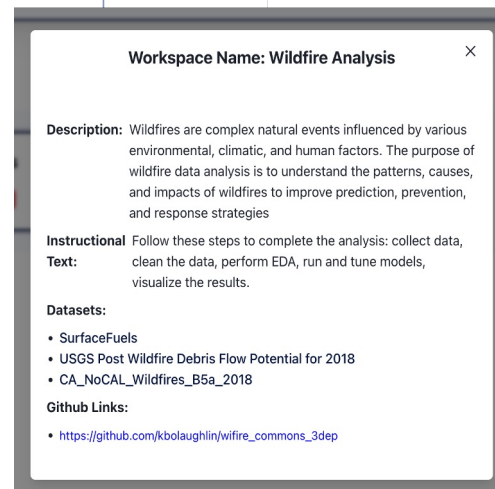 Workspace Name: Wildfire Analysis
Description: Wildfires are complex natural events influenced by various
environmental, climatic, and human factors. The purpose of
wildfire data analysis is to understand the patterns, causes,
and impacts of wildfires to improve prediction, prevention,
and response strategies
Instructional Follow these steps to complete the analysis: collect data,
Text: clean the data, perform EDA, run and tune models,
visualize the results.
Datasets:
• SurfaceFuels
• USGS Post Wildfire Debris Flow Potential for 2018
• CA_NoCAL_Wildfires_B5a_2018
Github Links:
• https://github.com/kbolaughlin/wifire_commons_3dep